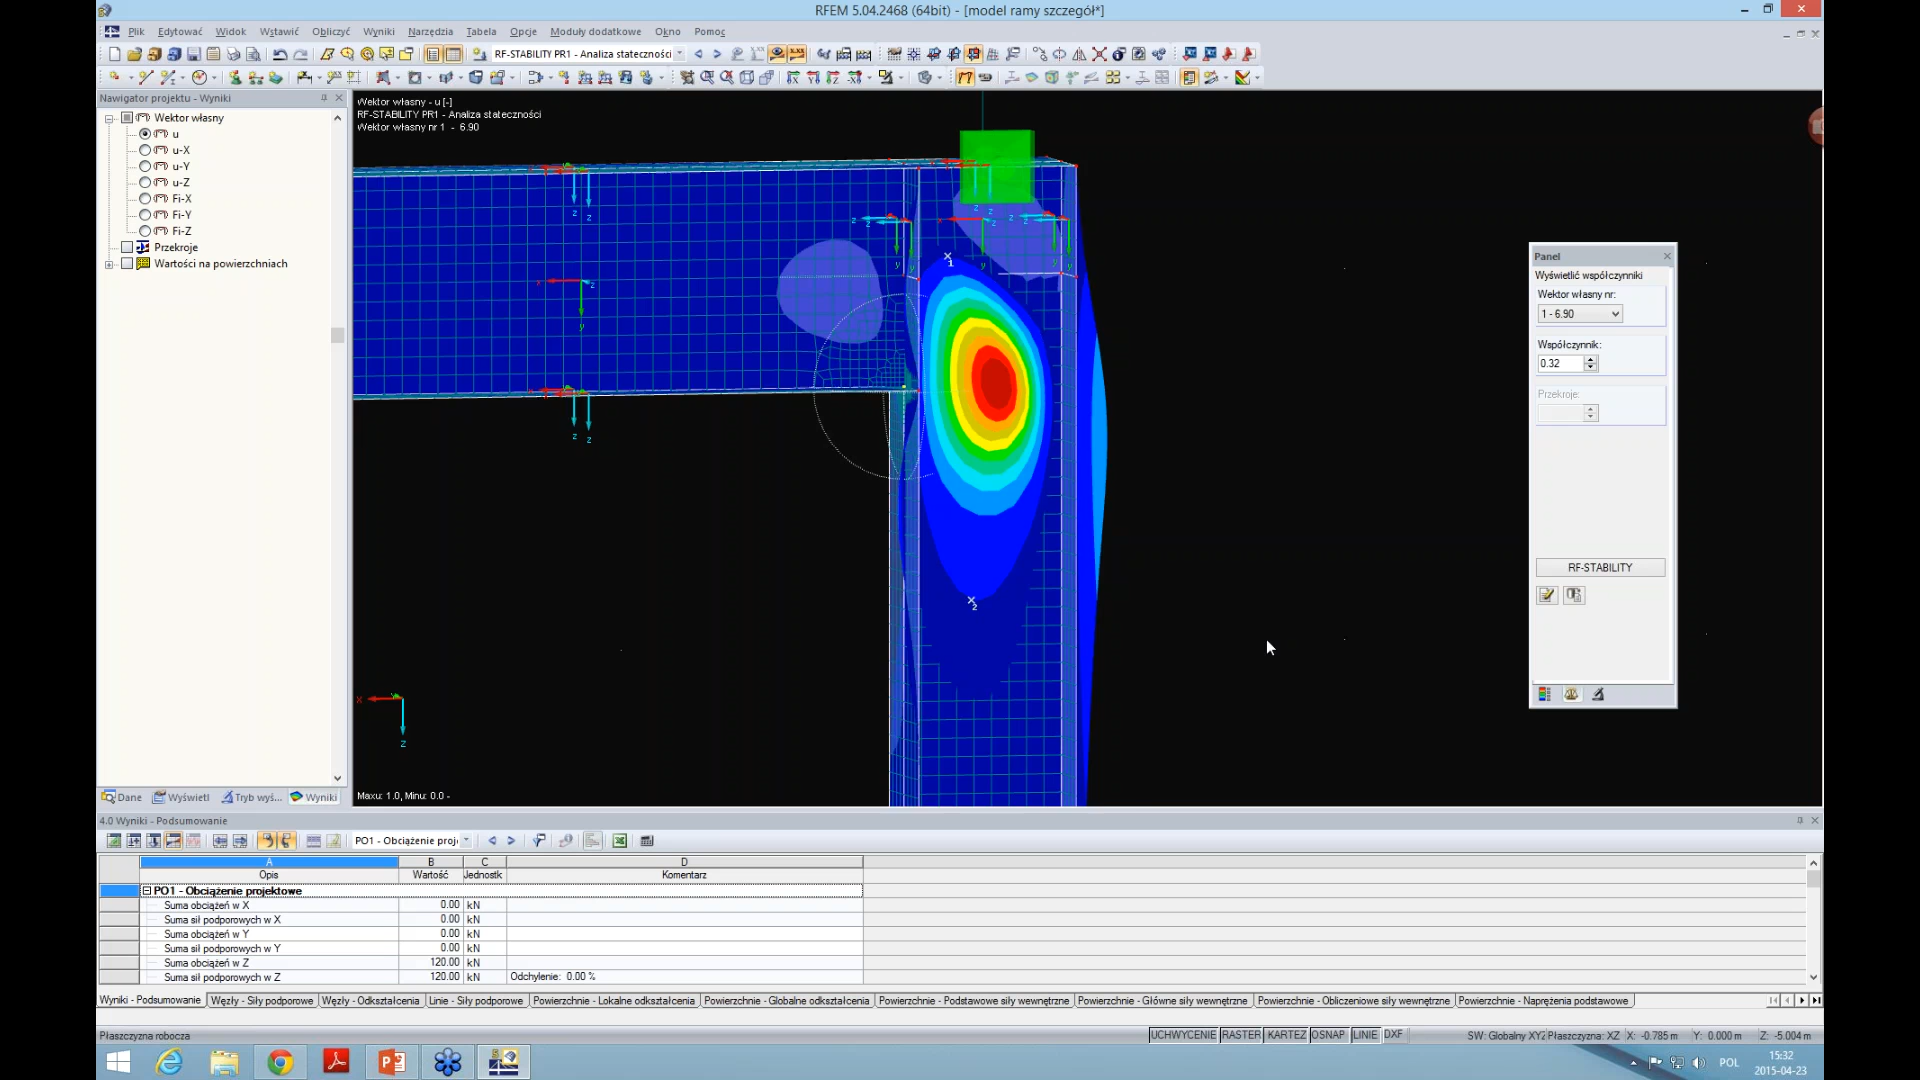 RFEM 5.04.2468 (64bit) - [model ramy szczegół*]
Plik Edytować Widok Wstawić Obliczyć Wyniki Narzędzia Tabela Opcje Moduły dodatkowe Okno Pomoc
RF-STABILITY PR1 - Analiza stateczności
Nawigator projektu - Wyniki
Wektor własny
u
u-X
u-Y
u-Z
Fi-X
Fi-Y
Fi-Z
Przekroje
Wartości na powierzchniach
Dane Wyświetl Tryb wyś... Wyniki
Wektor własny - u [-]
RF-STABILITY PR1 - Analiza stateczności
Wektor własny nr 1 - 6.90
1
2
x
z
Maxu: 1.0, Minu: 0.0 -
Panel
Wyświetlić współczynniki
Wektor własny nr:
1 - 6.90
Współczynnik:
0.32
Przekroje:
RF-STABILITY
4.0 Wyniki - Podsumowanie
PO1 - Obciążenie proj
A B C D
Opis Wartość Jednostk Komentarz
PO1 - Obciążenie projektowe
Suma obciążeń w X 0.00 kN
Suma sił podporowych w X 0.00 kN
Suma obciążeń w Y 0.00 kN
Suma sił podporowych w Y 0.00 kN
Suma obciążeń w Z 120.00 kN
Suma sił podporowych w Z 120.00 kN Odchylenie: 0.00 %
Wyniki - Podsumowanie Węzły - Siły podporowe Węzły - Odkształcenia Linie - Siły podporowe Powierzchnie - Lokalne odkształcenia Powierzchnie - Globalne odkształcenia Powierzchnie - Podstawowe siły wewnętrzne Powierzchnie - Główne siły wewnętrzne Powierzchnie - Obliczeniowe siły wewnętrzne Powierzchnie - Naprężenia podstawowe
Płaszczyzna robocza UCHWYCENIE RASTER KARTEZ OSNAP LINIE DXF SW: Globalny XYZ Płaszczyzna: XZ X: -0.785 m Y: 0.000 m Z: -5.004 m
POL
15:32
2015-04-23